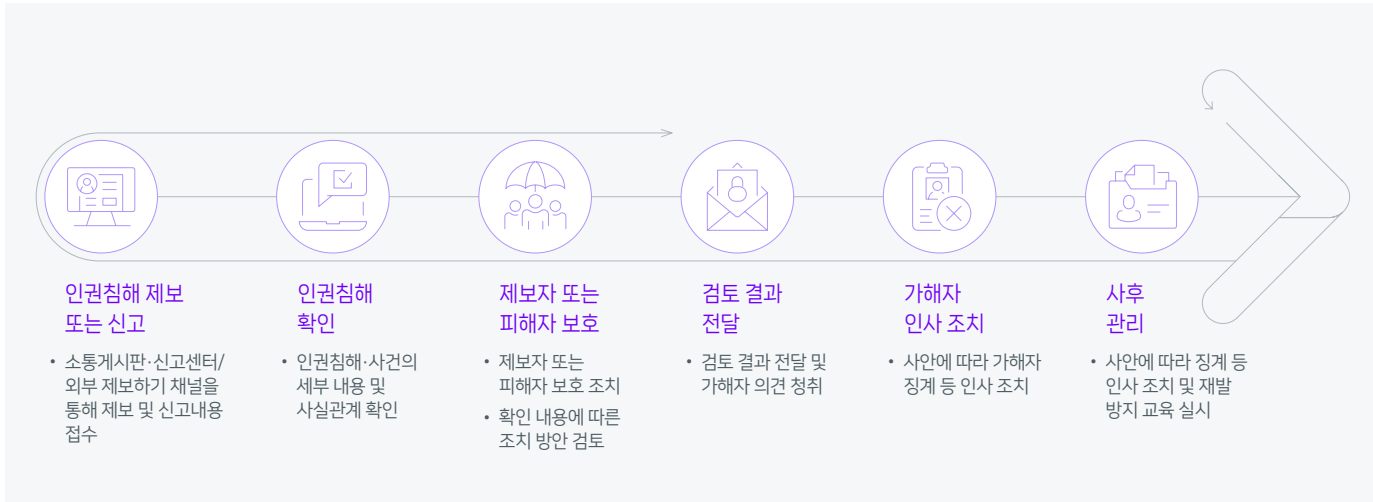 인권침해 제보
또는 신고
• 소통게시판·신고센터/
외부 제보하기 채널을
통해 제보 및 신고내용
접수
인권침해
확인
• 인권침해·사건의
세부 내용 및
사실관계 확인
제보자 또는
피해자 보호
• 제보자 또는
피해자 보호 조치
• 확인 내용에 따른
조치 방안 검토
검토 결과
전달
• 검토 결과 전달 및
가해자 의견 청취
가해자
인사 조치
• 사안에 따라 가해자
징계 등 인사 조치
사후
관리
• 사안에 따라 징계 등
인사 조치 및 재발
방지 교육 실시